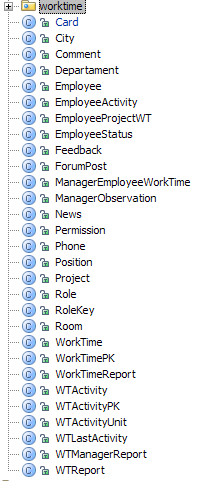 worktime
Card
City
Comment
Departament
Employee
EmployeeActivity
EmployeeProjectWT
EmployeeStatus
Feedback
ForumPost
ManagerEmployeeWorkTime
ManagerObservation
News
Permission
Phone
Position
Project
Role
RoleKey
Room
WorkTime
WorkTimePK
WorkTimeReport
WTActivity
WTActivityPK
WTActivityUnit
WTLastActivity
WTManagerReport
WTReport